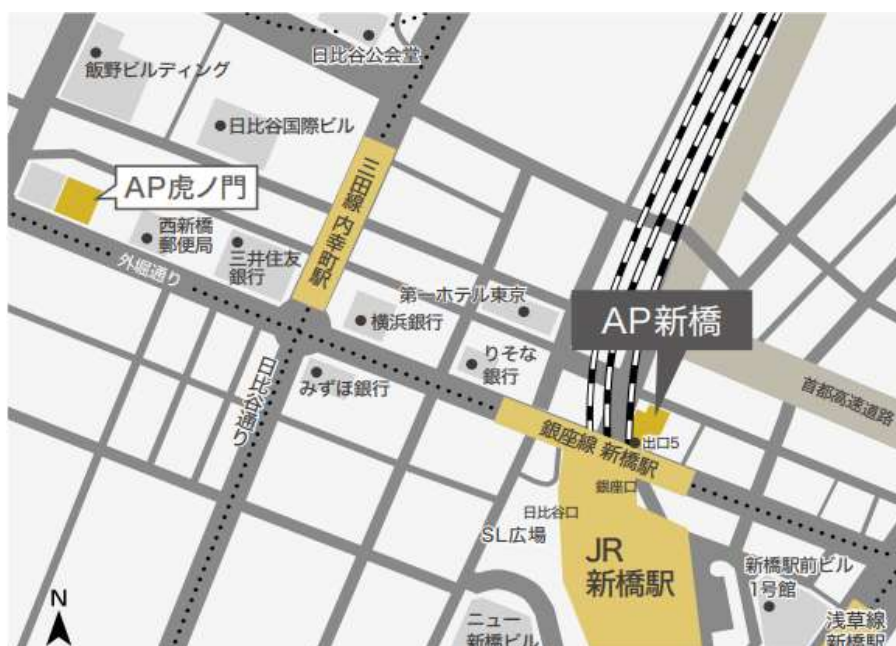 日比谷公会堂
飯野ビルディング
日比谷国際ビル
AP虎ノ門
三田線 内幸町駅
西新橋
郵便局
三井住友
銀行
外堀通り
第一ホテル東京
横浜銀行
AP新橋
りそな
銀行
日比谷通り
みずほ銀行
首都高速道路
銀座線 新橋駅
出口5
銀座口
日比谷口
SL広場
JR
新橋駅
新橋駅前ビル
1号館
N
ニュー
新橋ビル
浅草線
新橋駅